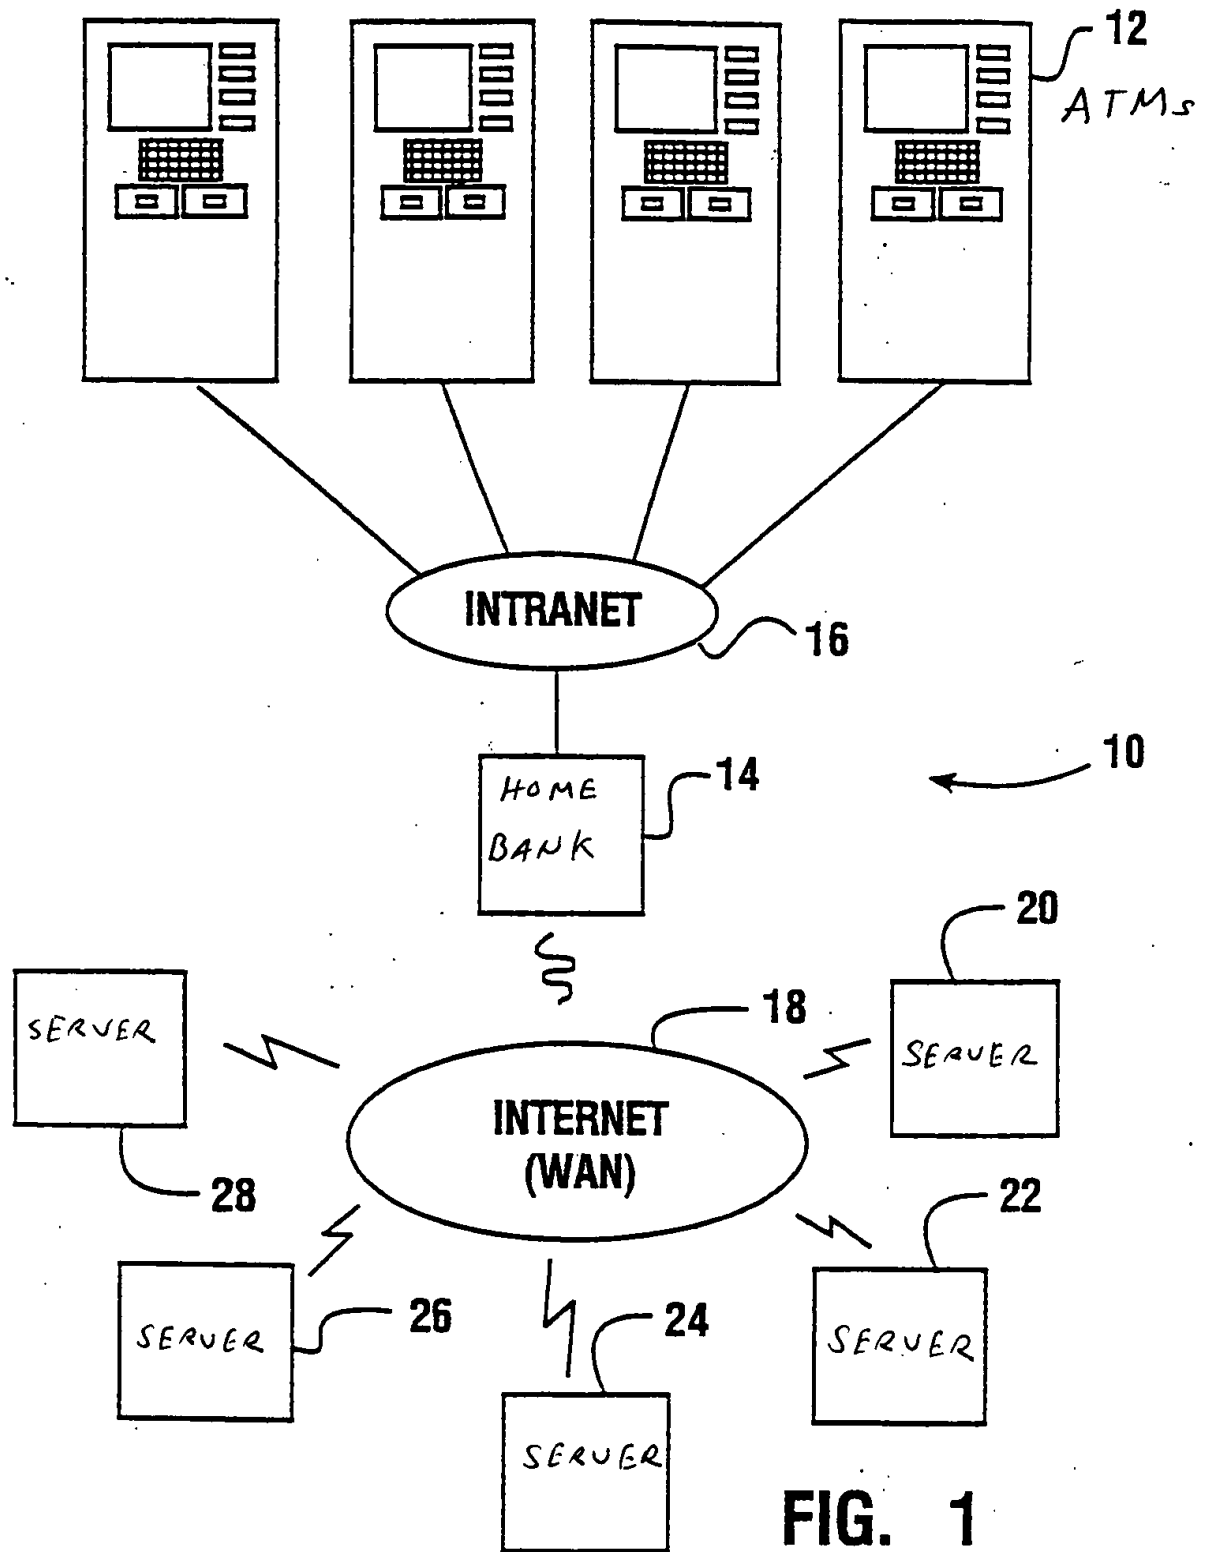 12
ATMs
INTRANET
16
HOME
BANK
14
10
20
SERVER
18
SERVER
INTERNET
(WAN)
28
22
26
24
SERVER
SERVER
SERVER
FIG. 1